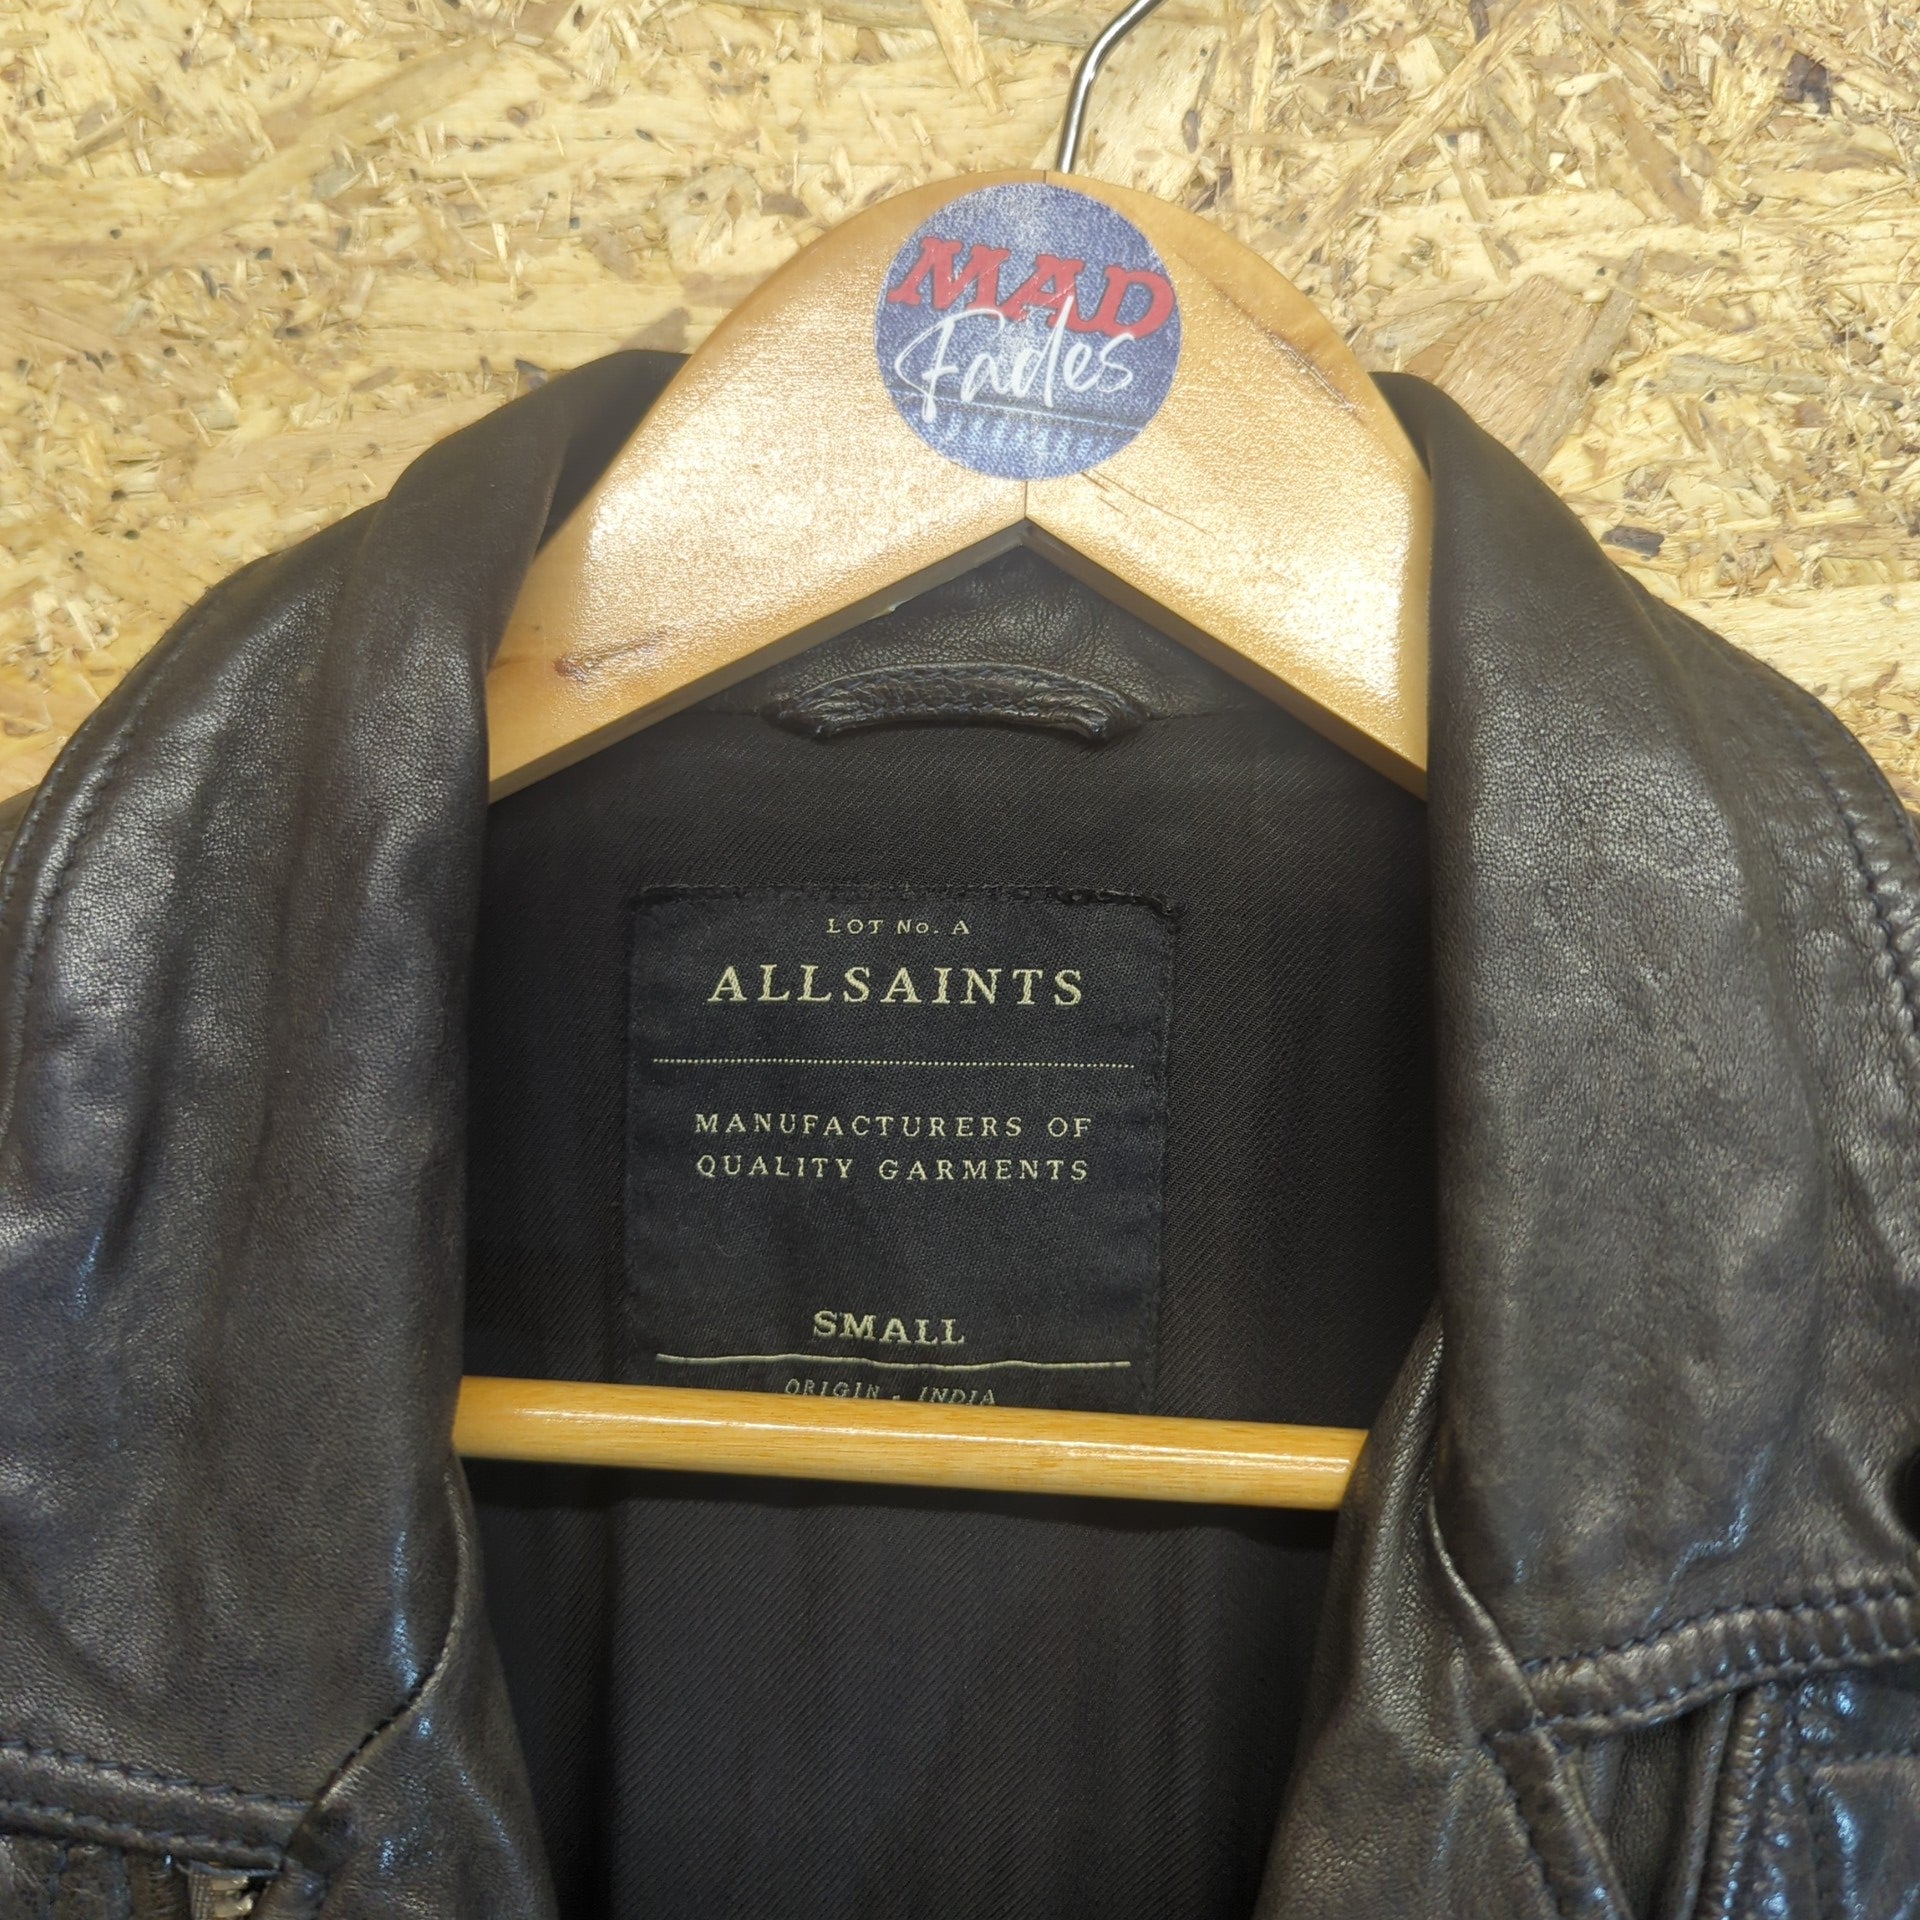 MAD
Fades
LOT No. A
ALLSAINTS
MANUFACTURERS OF
QUALITY GARMENTS
SMALL
ORIGIN - INDIA